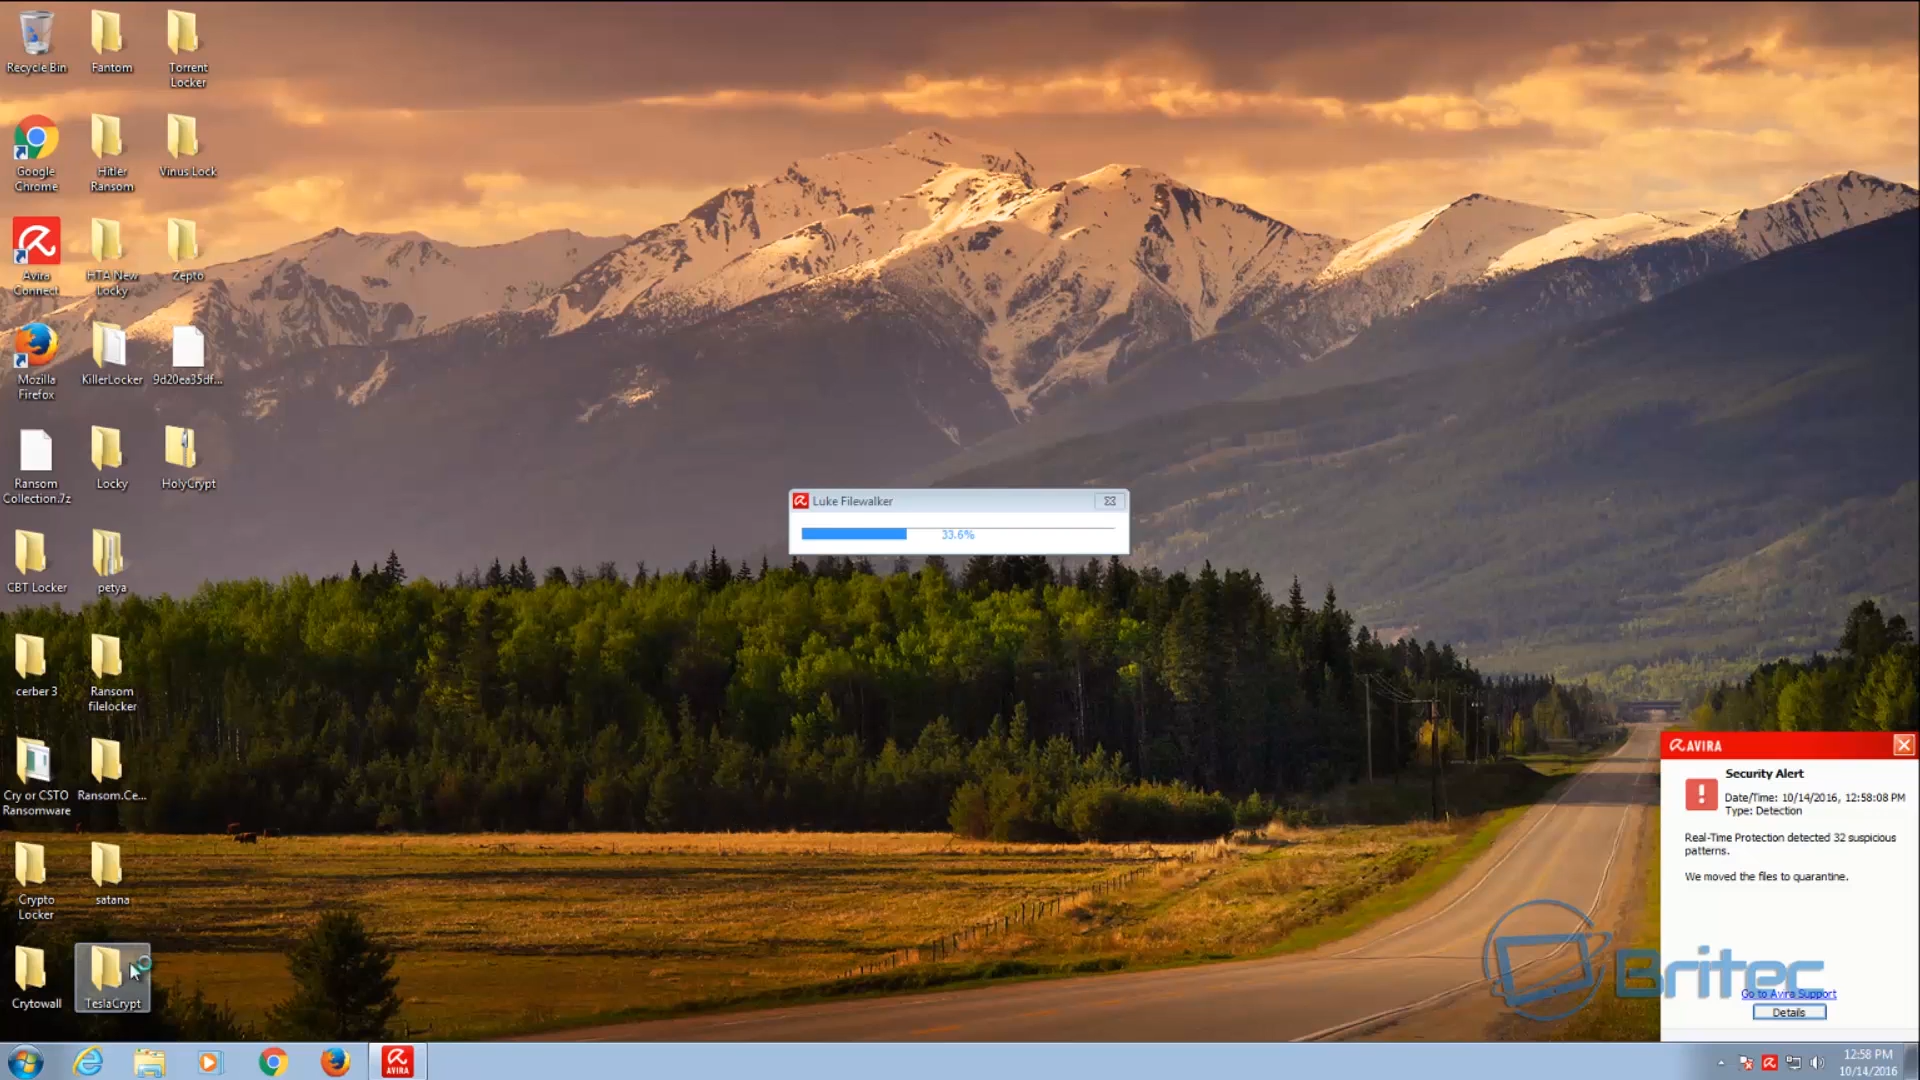 Recycle Bin
Fantom
Torrent
Locker
Google
Chrome
Hitler
Ransom
Vinus Lock
Avira
Connect
HTA New
Locky
Zepto
Mozilla
Firefox
KillerLocker
9d20ea35df...
Ransom
Collection.7z
Locky
HolyCrypt
CBT Locker
petya
cerber 3
Ransom
filelocker
Cry or CSTO
Ransomware
Ransom.Ce...
Crypto
Locker
satana
Crytowall
TeslaCrypt
Luke Filewalker
33.6%
AVIRA
Security Alert
Date/Time: 10/14/2016, 12:58:08 PM
Type: Detection
Real-Time Protection detected 32 suspicious
patterns.
We moved the files to quarantine.
Britec
Go to Avira Support
Details
AVIRA
12:58 PM
10/14/2016